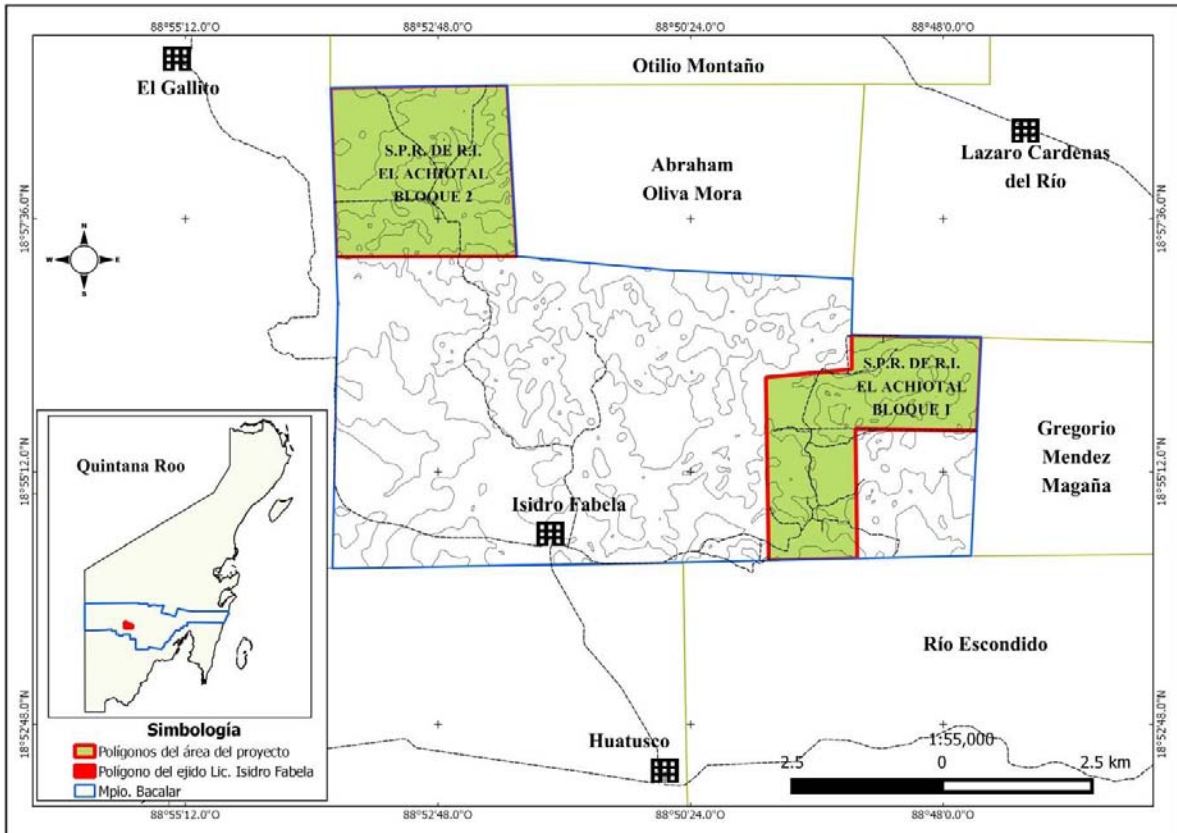 88°55'12.0"O
88°52'48.0"O
88°50'24.0"O
88°48'0.0"O
El Gallito
Otilio Montaño
Lazaro Cardenas
del Río
S.P.R. DE R.I.
EL ACHIOTAL
BLOQUE 2
Abraham
Oliva Mora
18°57'36.0"N
18°57'36.0"N
N
W
E
S
S.P.R. DE R.I.
EL ACHIOTAL
BLOQUE 1
Gregorio
Mendez
Magaña
18°55'12.0"N
18°55'12.0"N
Isidro Fabela
Quintana Roo
Río Escondido
Huatusco
18°52'48.0"N
18°52'48.0"N
Simbología
Polígonos del área del proyecto
Polígono del ejido Lic. Isidro Fabela
Mpio. Bacalar
1:55,000
2.5
0
2.5 km
88°55'12.0"O
88°52'48.0"O
88°50'24.0"O
88°48'0.0"O